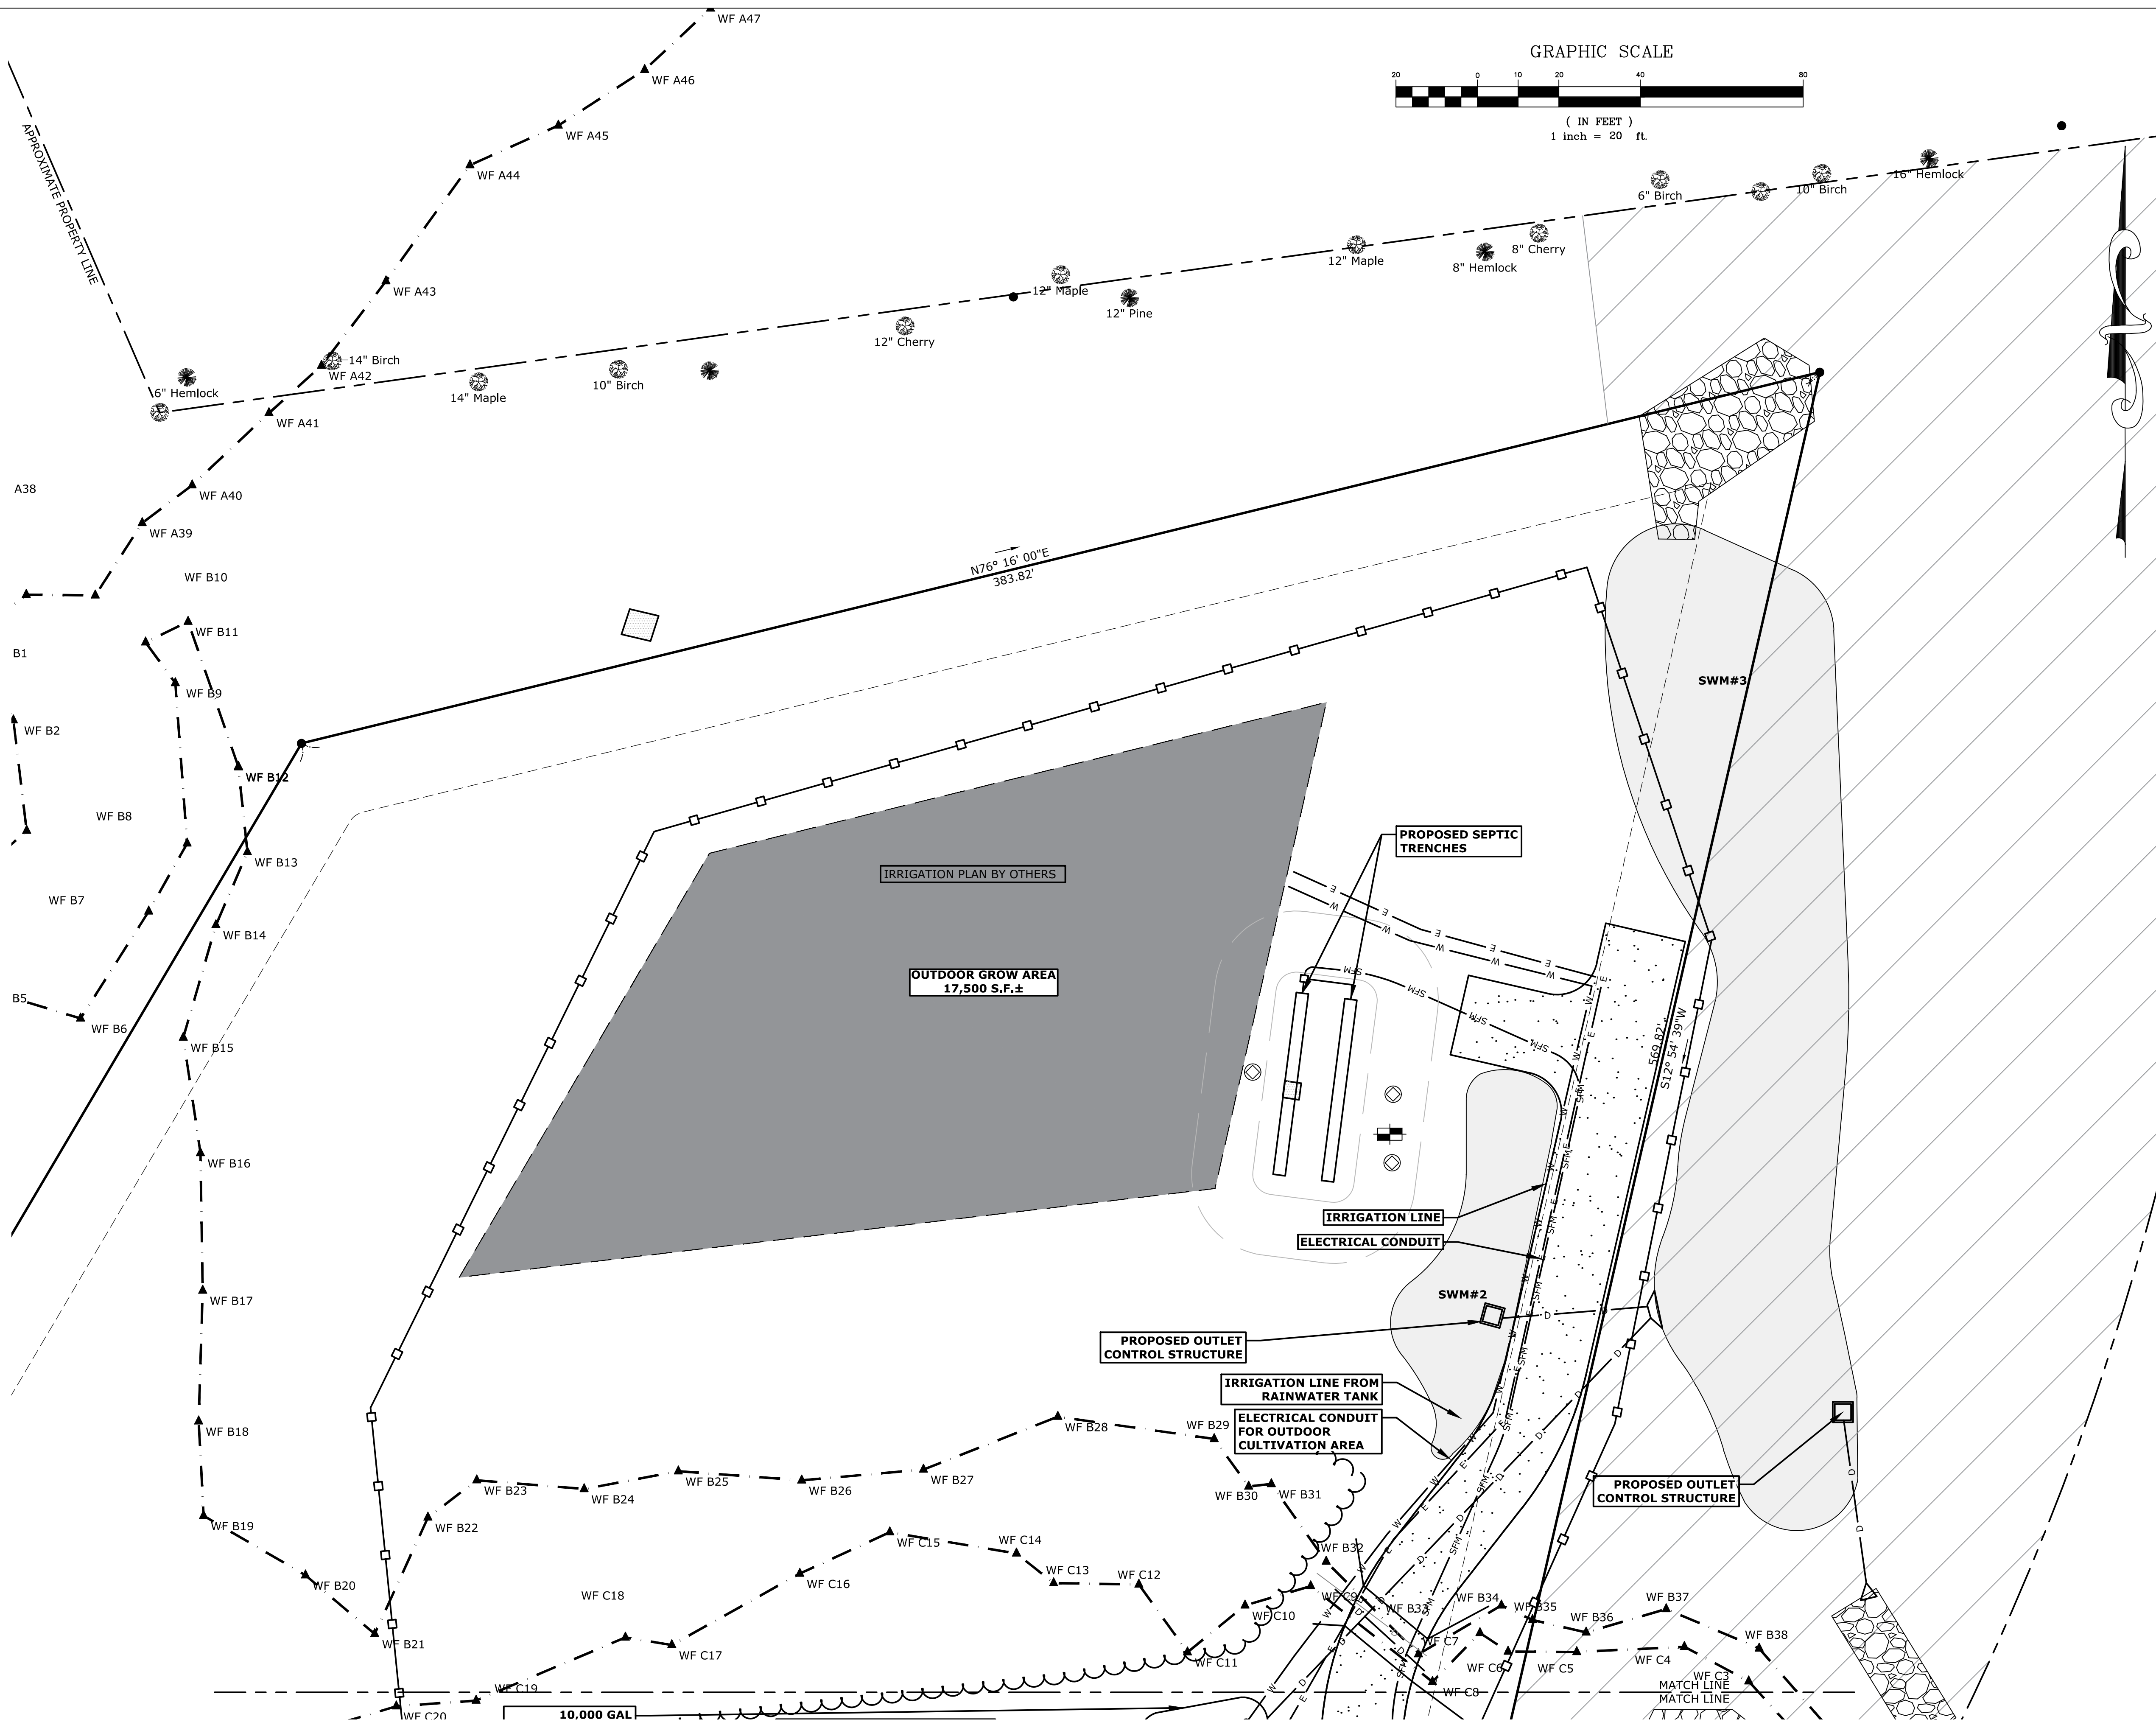 WF A47
GRAPHIC SCALE
20 0 10 20 40 80
( IN FEET )
1 inch = 20 ft.
WF A46
WF A45
WF A44
APPROXIMATE PROPERTY LINE
WF A43
16" Hemlock
10" Birch
6" Birch
8" Cherry
8" Hemlock
12" Maple
12" Maple
12" Pine
12" Cherry
14" Birch
WF A42
10" Birch
14" Maple
6" Hemlock
WF A41
A38
WF A40
WF A39
N76° 16' 00"E
383.82'
WF B10
WF B11
B1
WF B9
WF B2
WF B12
SWM#3
WF B8
WF B13
PROPOSED SEPTIC
TRENCHES
IRRIGATION PLAN BY OTHERS
WF B7
WF B14
OUTDOOR GROW AREA
17,500 S.F.±
B5
WF B6
WF B15
569.82'
S12° 54' 39"W
WF B16
IRRIGATION LINE
ELECTRICAL CONDUIT
WF B17
SWM#2
PROPOSED OUTLET
CONTROL STRUCTURE
IRRIGATION LINE FROM
RAINWATER TANK
ELECTRICAL CONDUIT
FOR OUTDOOR
CULTIVATION AREA
WF B18
WF B28
WF B29
WF B23
WF B24
WF B25
WF B26
WF B27
WF B30
WF B31
PROPOSED OUTLET
CONTROL STRUCTURE
WF B19
WF B22
WF C15
WF C14
WF B32
WF C13
WF C12
WF B20
WF C16
WF C18
WF C9
WF B33
WF B34
WF B35
WF B36
WF B37
WF B38
WF C10
WF B21
WF C17
WF C11
WF C7
WF C6
WF C5
WF C4
WF C3
WF C8
MATCH LINE
MATCH LINE
WF C19
WF C20
10,000 GAL
E
E
E
E
E
W
W
W
W
W
SFM
SFM
SFM
SFM
D
D
D
D
D
D